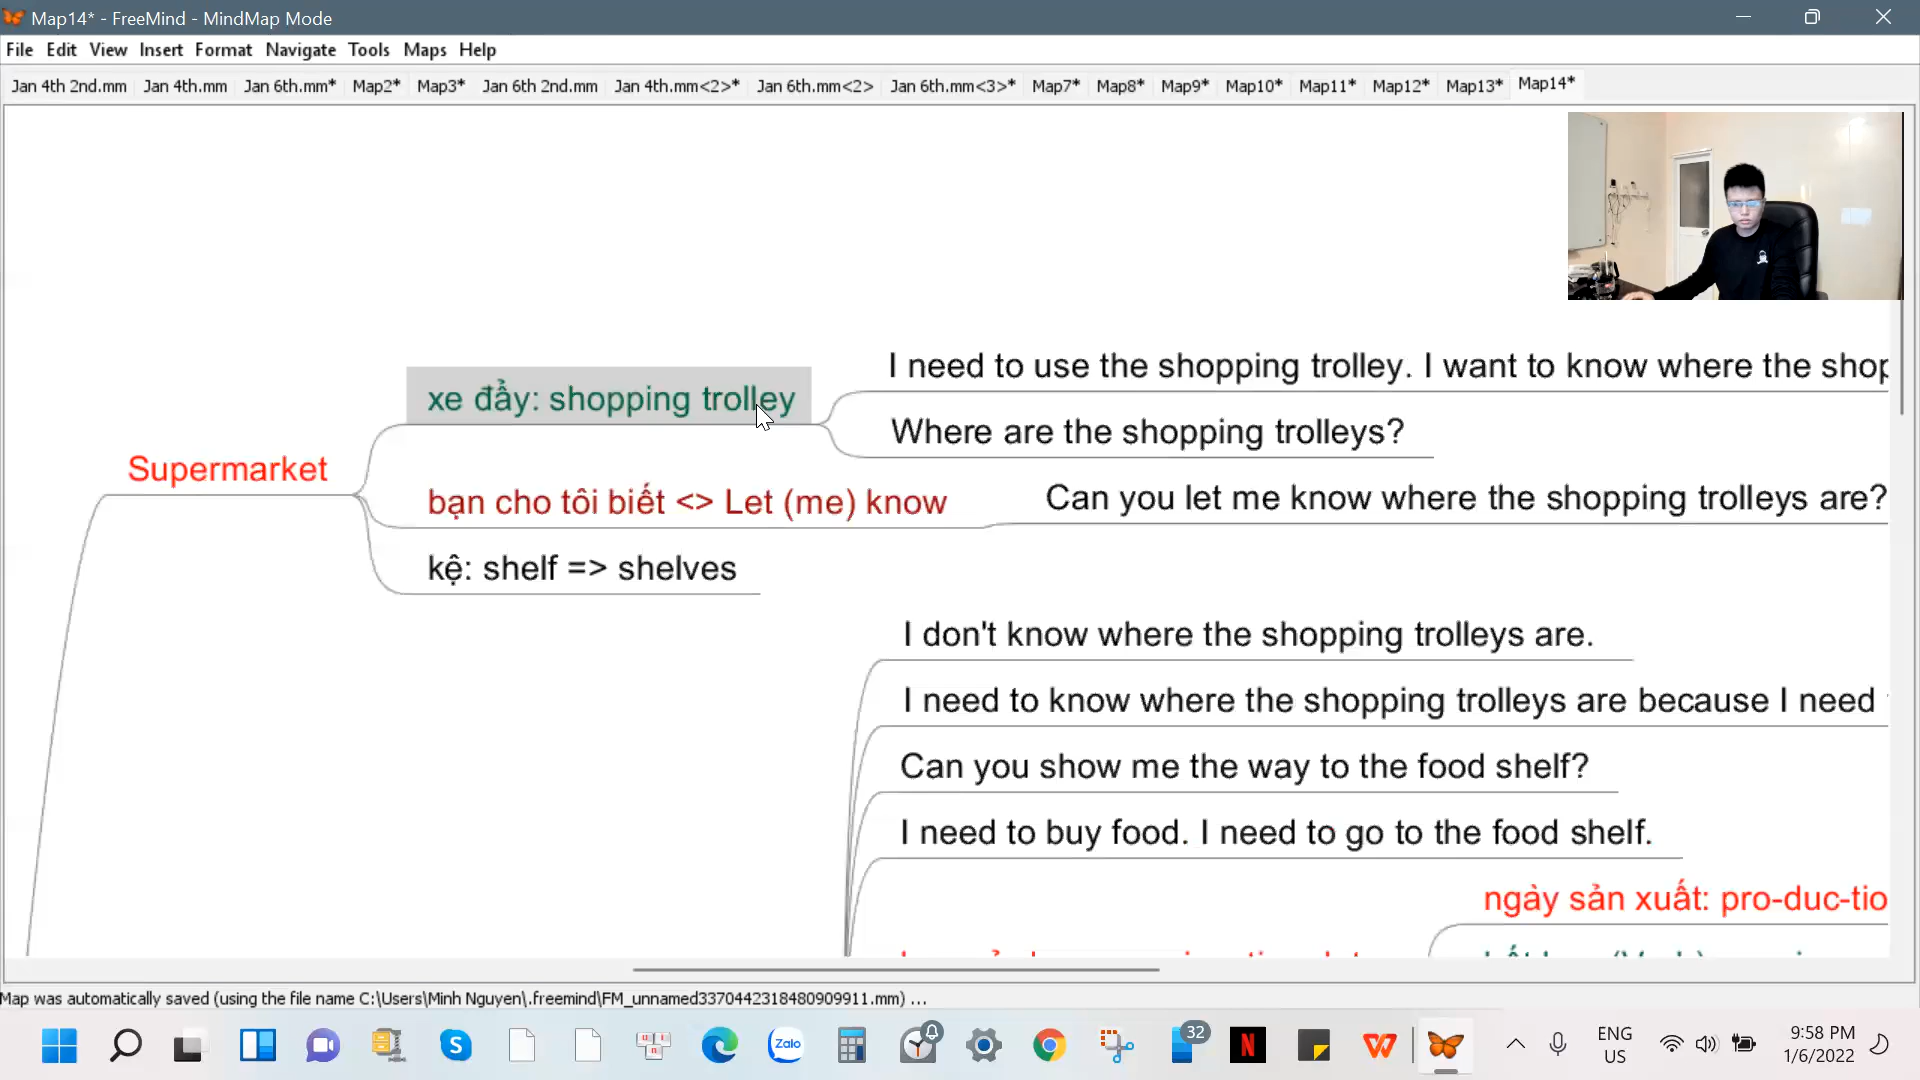 Map14* - FreeMind - MindMap Mode
File Edit View Insert Format Navigate Tools Maps Help
Jan 4th 2nd.mm Jan 4th.mm Jan 6th.mm* Map2* Map3* Jan 6th 2nd.mm Jan 4th.mm<2>* Jan 6th.mm<2> Jan 6th.mm<3>* Map7* Map8* Map9* Map10* Map11* Map12* Map13* Map14*
I need to use the shopping trolley. I want to know where the shop
xe đẩy: shopping trolley
Where are the shopping trolleys?
Supermarket
bạn cho tôi biết <> Let (me) know
Can you let me know where the shopping trolleys are?
kệ: shelf => shelves
I don't know where the shopping trolleys are.
I need to know where the shopping trolleys are because I need
Can you show me the way to the food shelf?
I need to buy food. I need to go to the food shelf.
ngày sản xuất: pro-duc-tio
Map was automatically saved (using the file name C:\Users\Minh Nguyen\.freemind\FM_unnamed3370442318480909911.mm) ...
Zalo
32
N
ENG
US
9:58 PM
1/6/2022